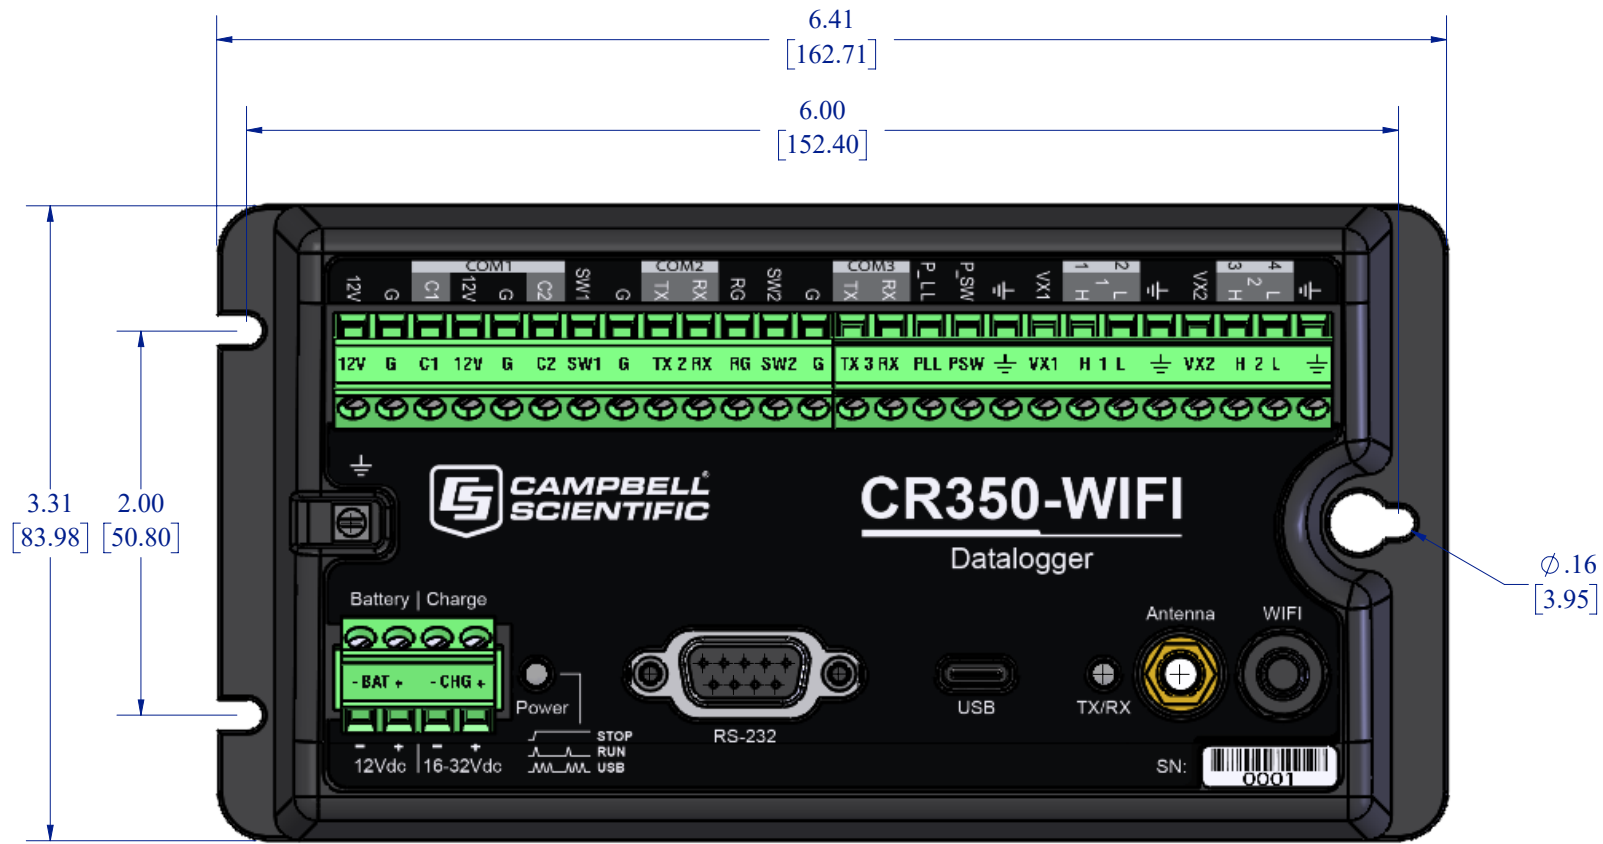 6.41
[162.71]
6.00
[152.40]
COM1 COM2 COM3 1 2 3 4
12V G C1 12V G C2 SW1 G TX RX RG SW2 G TX RX P_LL P_SW VX1 H 1 L VX2 H 2 L
12V G C1 12V G C2 SW1 G TX 2 RX RG SW2 G TX 3 RX PLL PSW VX1 H 1 L VX2 H 2 L
3.31
[83.98]
2.00
[50.80]
CS CAMPBELL®
SCIENTIFIC
CR350-WIFI
Datalogger
Ø .16
[3.95]
Battery | Charge
Antenna WIFI
- BAT + - CHG +
Power
USB
TX/RX
RS-232
STOP
RUN
USB
- + - +
12Vdc | 16-32Vdc
SN:
0001